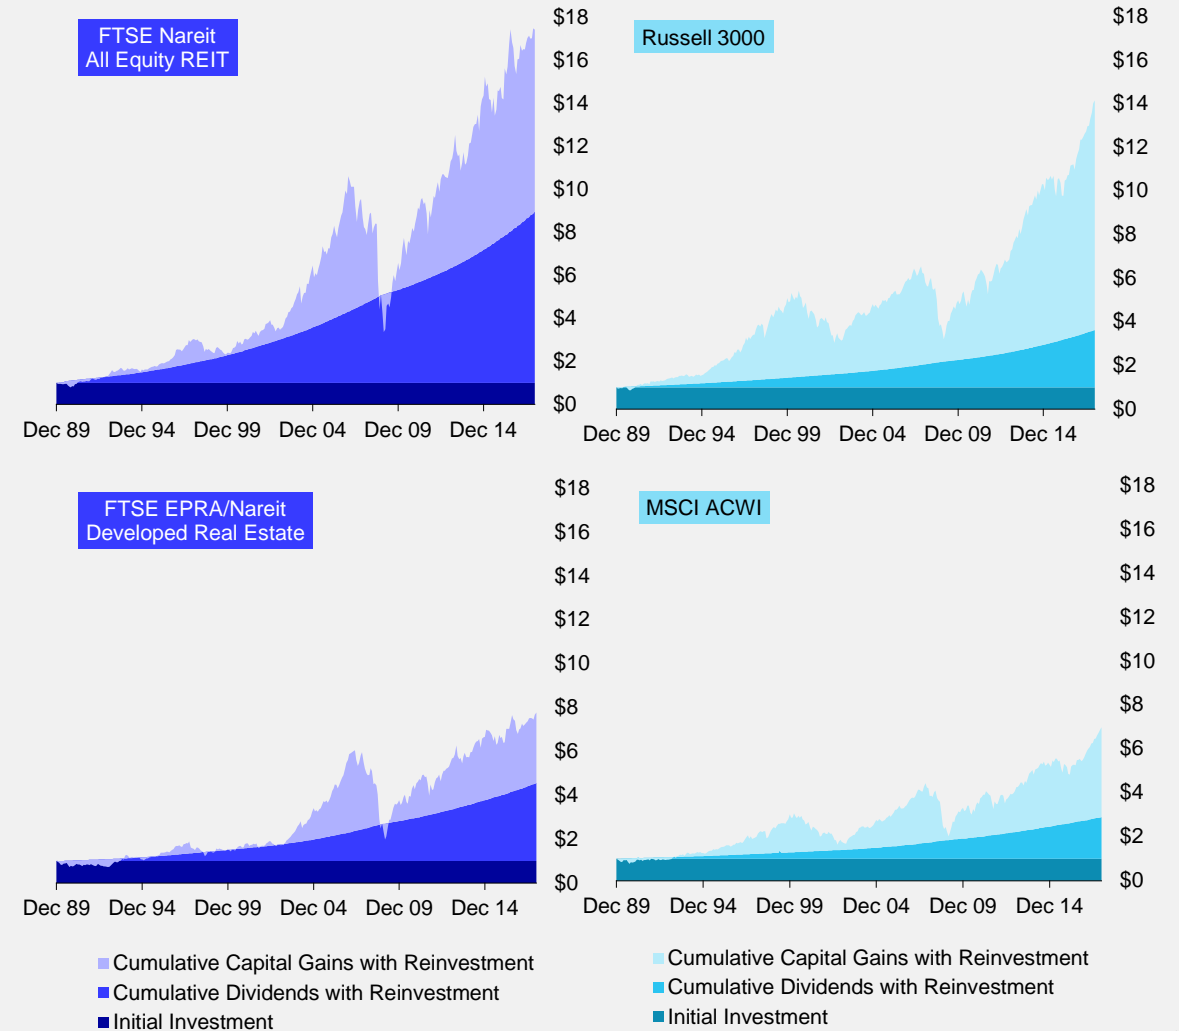 FTSE Nareit
All Equity REIT
$18
$16
$14
$12
$10
$8
$6
$4
$2
$0
Dec 89 Dec 94 Dec 99 Dec 04 Dec 09 Dec 14
Russell 3000
$18
$16
$14
$12
$10
$8
$6
$4
$2
$0
Dec 89 Dec 94 Dec 99 Dec 04 Dec 09 Dec 14
FTSE EPRA/Nareit
Developed Real Estate
$18
$16
$14
$12
$10
$8
$6
$4
$2
$0
Dec 89 Dec 94 Dec 99 Dec 04 Dec 09 Dec 14
Cumulative Capital Gains with Reinvestment
Cumulative Dividends with Reinvestment
Initial Investment
MSCI ACWI
$18
$16
$14
$12
$10
$8
$6
$4
$2
$0
Dec 89 Dec 94 Dec 99 Dec 04 Dec 09 Dec 14
Cumulative Capital Gains with Reinvestment
Cumulative Dividends with Reinvestment
Initial Investment